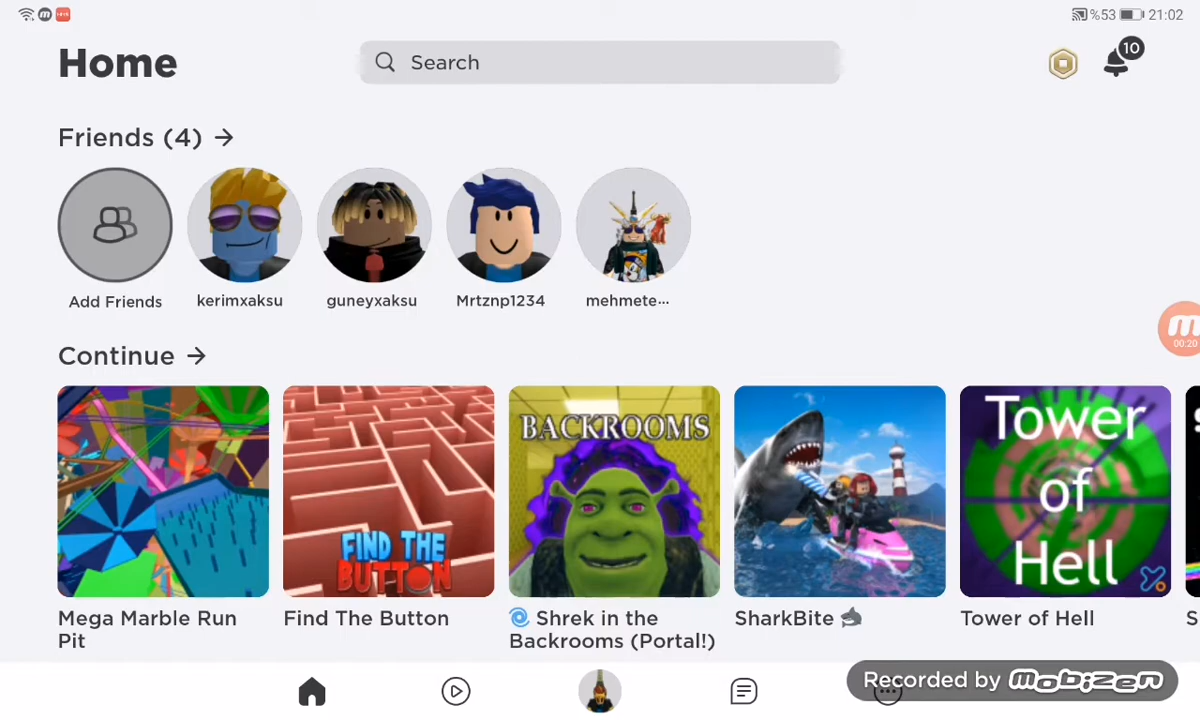 %53 21:02
Home
Search
10
Friends (4) →
Add Friends
kerimxaksu
guneyxaksu
Mrtznp1234
mehmete...
00:20
Continue →
FIND THE
BUTTON
BACKROOMS
Tower
of
Hell
Mega Marble Run
Pit
Find The Button
Shrek in the
Backrooms (Portal!)
SharkBite
Tower of Hell
S
Recorded by mobizen